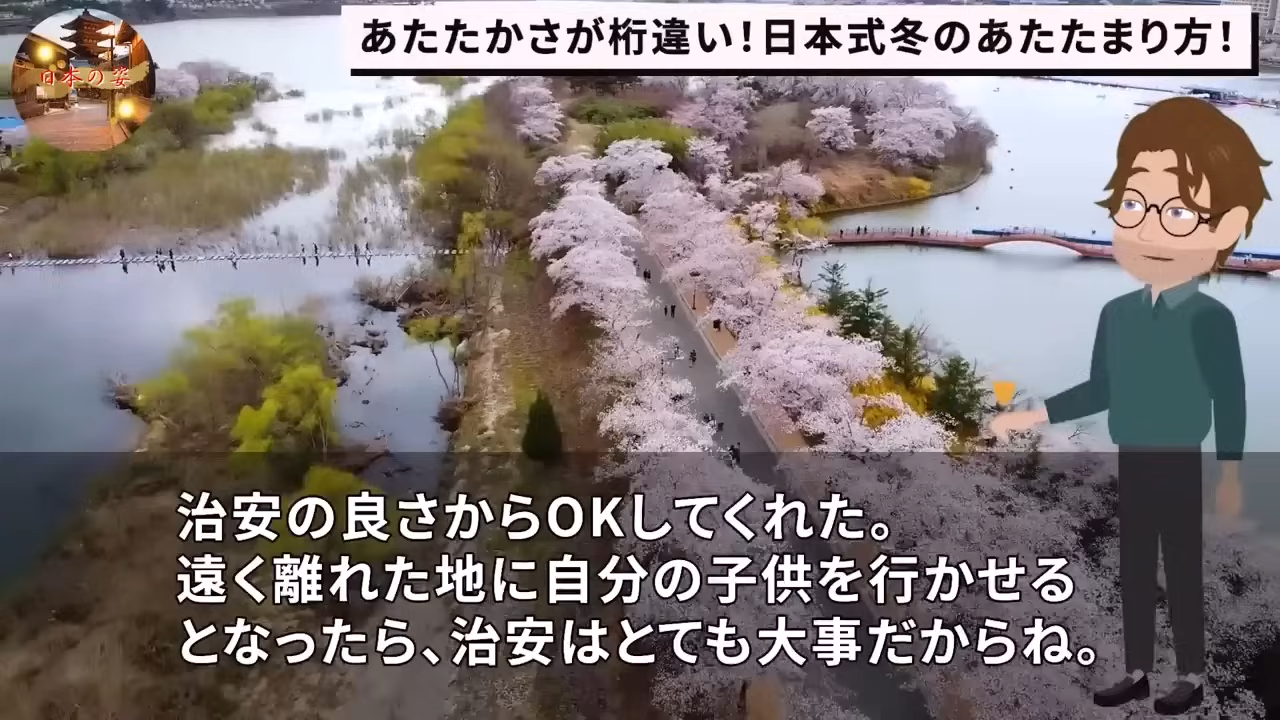 あたたかさが桁違い!日本式冬のあたたまり方!
日本の姿
治安の良さからOKしてくれた。
遠く離れた地に自分の子供を行かせる
となったら、治安はとても大事だからね。